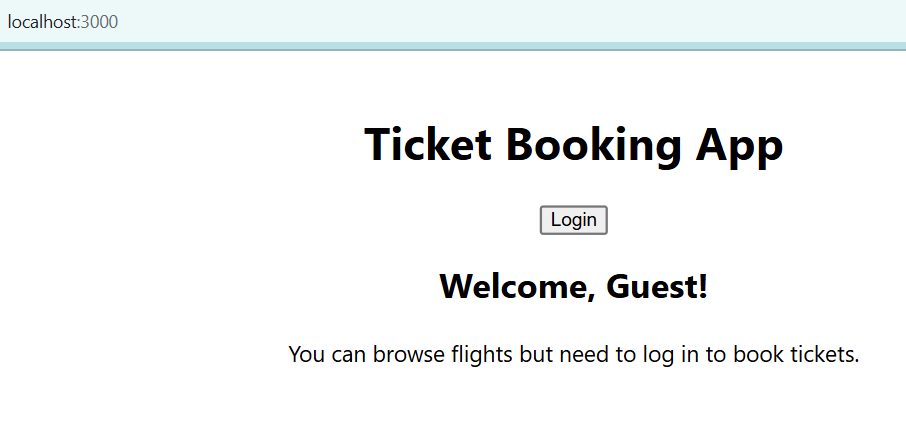 localhost:3000
Ticket Booking App
Login
Welcome, Guest!
You can browse flights but need to log in to book tickets.